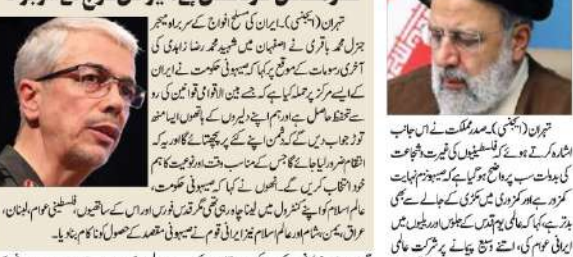 تہران (ایجنسی)۔ ایران کی مسلح افواج کے سربراہ میجر
جنرل محمد باقری نے اصفہان میں شہید محمد رضا زاہدی کی
آخری رسومات کے موقع پر کہا کہ صیہونی حکومت نے ایران
کے ایسے مرکز پر حملہ کیا ہے کہ جسے بین الاقوامی قوانین کی رو
سے تحفظ حاصل ہے اور ہم اپنے دلیروں کے ہاتھوں ایسا منھ
توڑ جواب دیں گے کہ دشمن اپنے کئے پر پچھتائے گا اور یہ کہ
انتقام ضرور لیا جائے گا جس کے مناسب وقت اور نوعیت کا ہم
خود انتخاب کریں گے۔ انھوں نے کہا کہ صیہونی حکومت،
عالم اسلام کو اپنے کنٹرول میں لینا چاہ رہی تھی مگر قدس فورس اور اس کے ساتھیوں، فلسطینی عوام، لبنان،
عراق، یمن، شام اور عالم اسلام نیز ایرانی قوم نے صیہونی مقصد کے حصول کو ناکام بنا دیا۔
تہران (ایجنسی)۔ صدر مملکت نے اس جانب
اشارہ کرتے ہوئے کہ فلسطینیوں کی غیرت و شجاعت
کی بدولت سب پر واضح ہو گیا ہے کہ صیہونزم نہایت
کمزور ہے اور کمزوری میں مکڑی کے جالے سے بھی
بدتر ہے، کہا کہ عالمی یوم قدس کے جلوس اور ریلیوں میں
ایرانی عوام کی، اتنے وسیع پیمانے پر شرکت عالمی